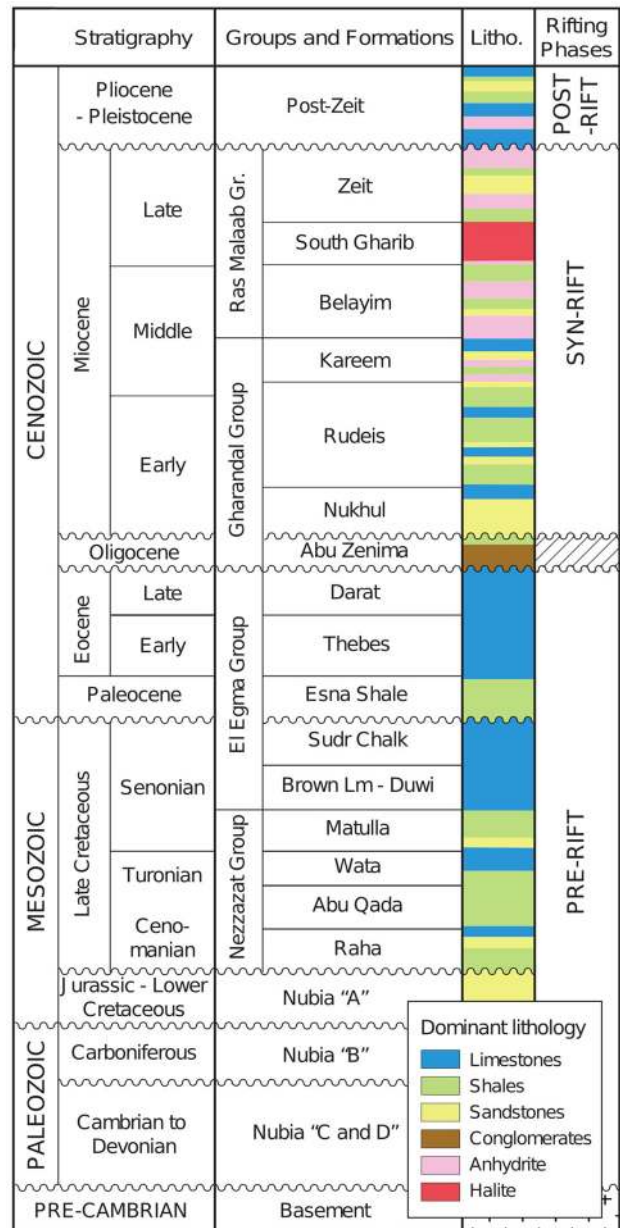 Stratigraphy
Groups and Formations
Litho.
Rifting
Phases
CENOZOIC
Pliocene
- Pleistocene
Post-Zeit
POST
-RIFT
Miocene
Late
Ras Malaab Gr.
Zeit
South Gharib
SYN-RIFT
Middle
Belayim
Gharandal Group
Kareem
Early
Rudeis
Nukhul
Oligocene
Abu Zenima
Eocene
Late
El Egma Group
Darat
Early
Thebes
Paleocene
Esna Shale
PRE-RIFT
MESOZOIC
Late Cretaceous
Senonian
Sudr Chalk
Brown Lm - Duwi
Nezzazat Group
Matulla
Turonian
Wata
Abu Qada
Ceno-
manian
Raha
Jurassic - Lower
Cretaceous
Nubia “A”
PALEOZOIC
Carboniferous
Nubia “B”
Cambrian to
Devonian
Nubia “C and D”
PRE-CAMBRIAN
Basement
Dominant lithology
Limestones
Shales
Sandstones
Conglomerates
Anhydrite
Halite